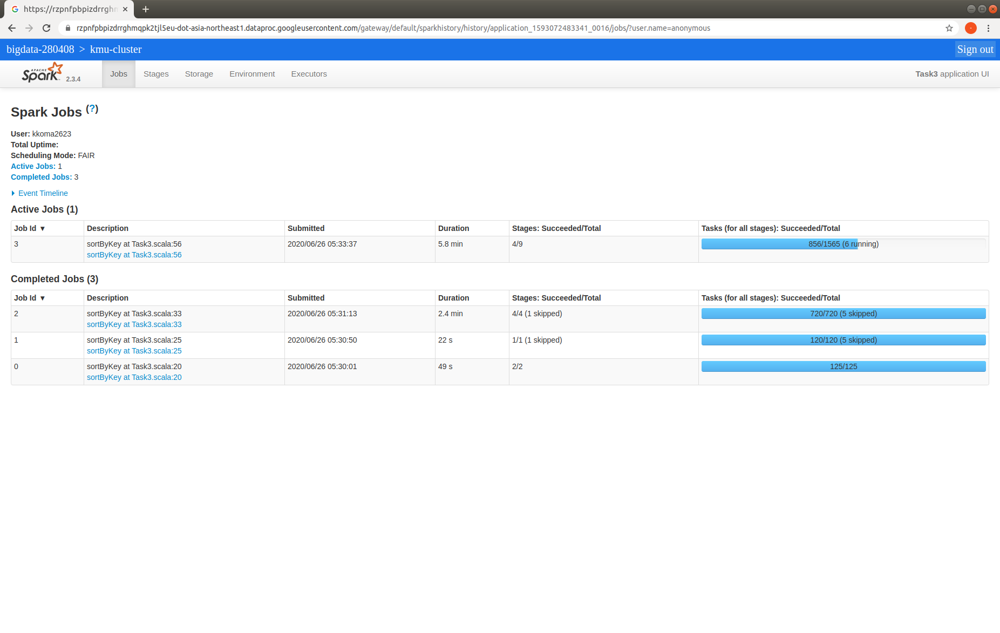 https://rzpnfpbpizdrrghm
rzpnfpbpizdrrghmqpk2tjl5eu-dot-asia-northeast1.dataproc.googleusercontent.com/gateway/default/sparkhistory/history/application_1593072483341_0016/jobs/?user.name=anonymous
bigdata-280408 > kmu-cluster Sign out
APACHE Spark 2.3.4 Jobs Stages Storage Environment Executors Task3 application UI
Spark Jobs (?)
User: kkoma2623
Total Uptime:
Scheduling Mode: FAIR
Active Jobs: 1
Completed Jobs: 3
Event Timeline
Active Jobs (1)
Job Id ▾ Description Submitted Duration Stages: Succeeded/Total Tasks (for all stages): Succeeded/Total
3 sortByKey at Task3.scala:56 2020/06/26 05:33:37 5.8 min 4/9 856/1565 (6 running)
sortByKey at Task3.scala:56
Completed Jobs (3)
Job Id ▾ Description Submitted Duration Stages: Succeeded/Total Tasks (for all stages): Succeeded/Total
2 sortByKey at Task3.scala:33 2020/06/26 05:31:13 2.4 min 4/4 (1 skipped) 720/720 (5 skipped)
sortByKey at Task3.scala:33
1 sortByKey at Task3.scala:25 2020/06/26 05:30:50 22 s 1/1 (1 skipped) 120/120 (5 skipped)
sortByKey at Task3.scala:25
0 sortByKey at Task3.scala:20 2020/06/26 05:30:01 49 s 2/2 125/125
sortByKey at Task3.scala:20